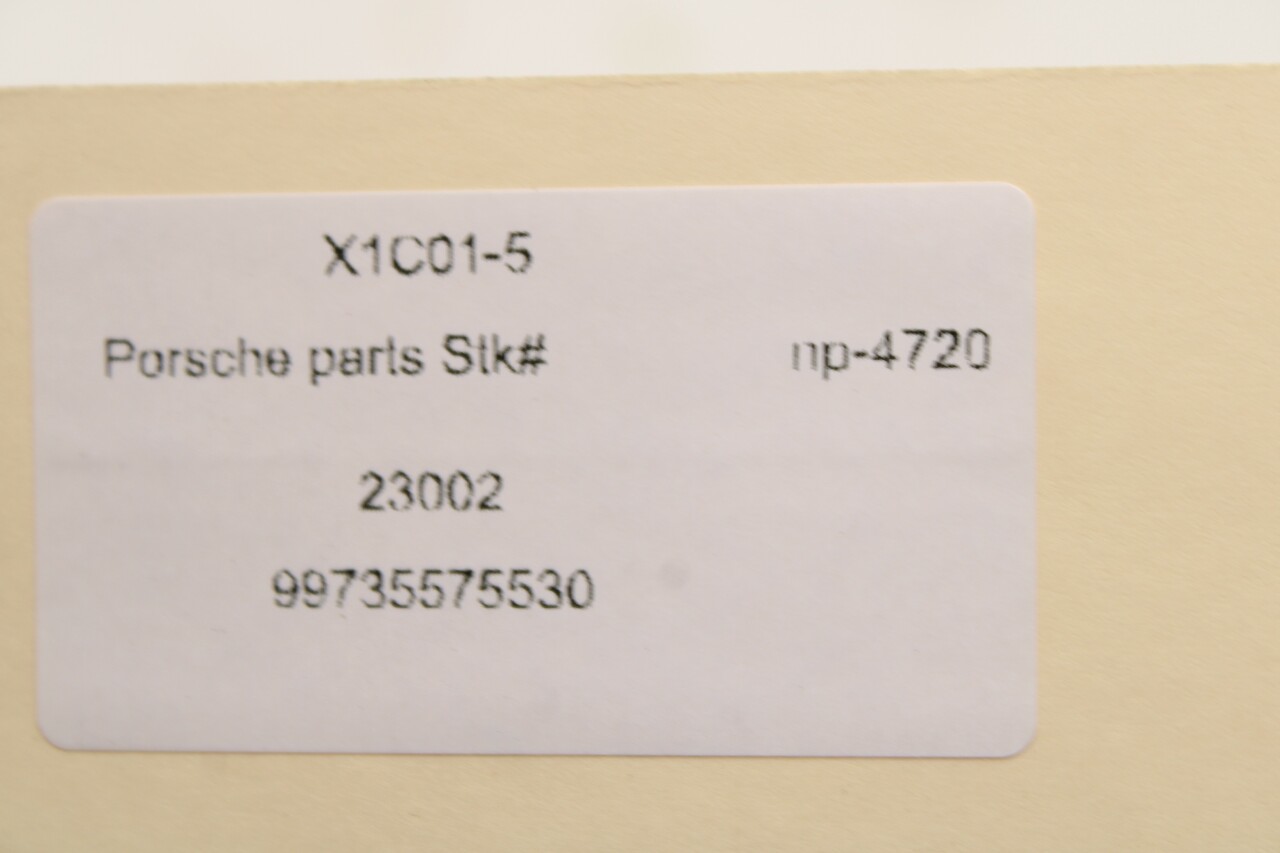 X1C01-5
Porsche parts Stk# np-4720
23002
99735575530